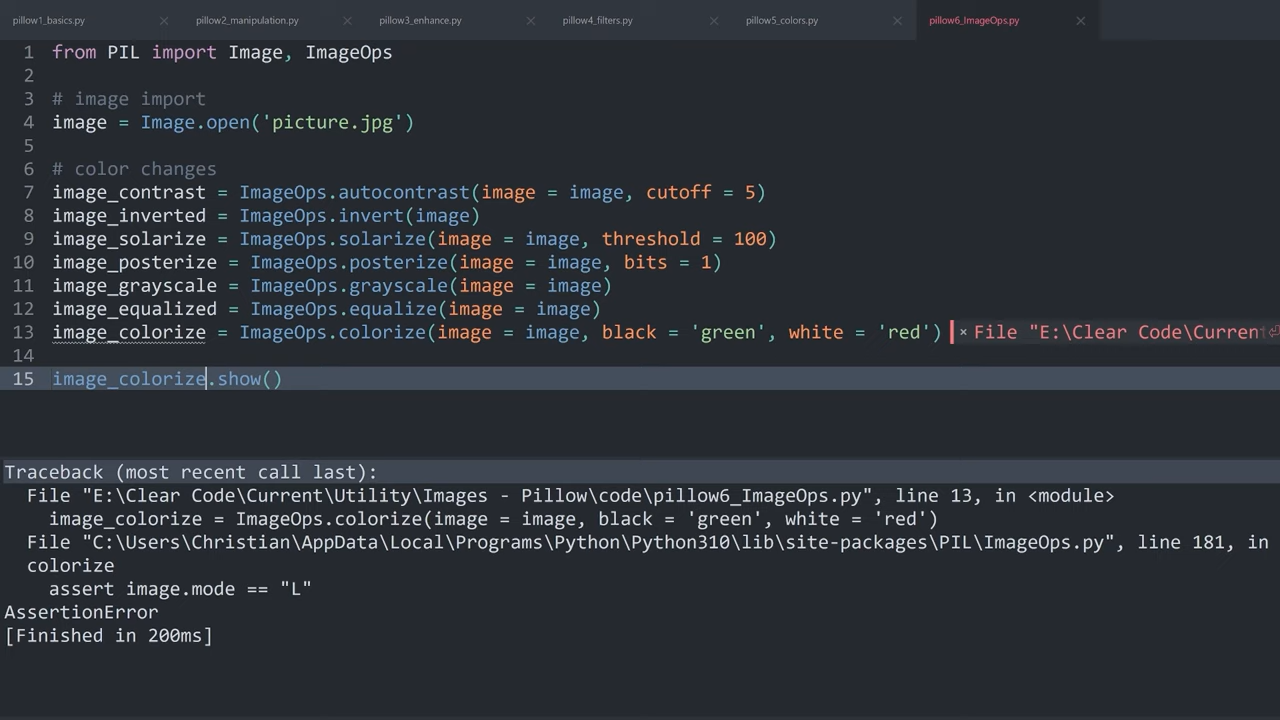 pillow1_basics.py × pillow2_manipulation.py × pillow3_enhance.py × pillow4_filters.py × pillow5_colors.py × pillow6_ImageOps.py ×
1 from PIL import Image, ImageOps
2
3 # image import
4 image = Image.open('picture.jpg')
5
6 # color changes
7 image_contrast = ImageOps.autocontrast(image = image, cutoff = 5)
8 image_inverted = ImageOps.invert(image)
9 image_solarize = ImageOps.solarize(image = image, threshold = 100)
10 image_posterize = ImageOps.posterize(image = image, bits = 1)
11 image_grayscale = ImageOps.grayscale(image = image)
12 image_equalized = ImageOps.equalize(image = image)
13 image_colorize = ImageOps.colorize(image = image, black = 'green', white = 'red') × File "E:\Clear Code\Current
14
15 image_colorize.show()
Traceback (most recent call last):
  File "E:\Clear Code\Current\Utility\Images - Pillow\code\pillow6_ImageOps.py", line 13, in <module>
    image_colorize = ImageOps.colorize(image = image, black = 'green', white = 'red')
  File "C:\Users\Christian\AppData\Local\Programs\Python\Python310\lib\site-packages\PIL\ImageOps.py", line 181, in
colorize
    assert image.mode == "L"
AssertionError
[Finished in 200ms]